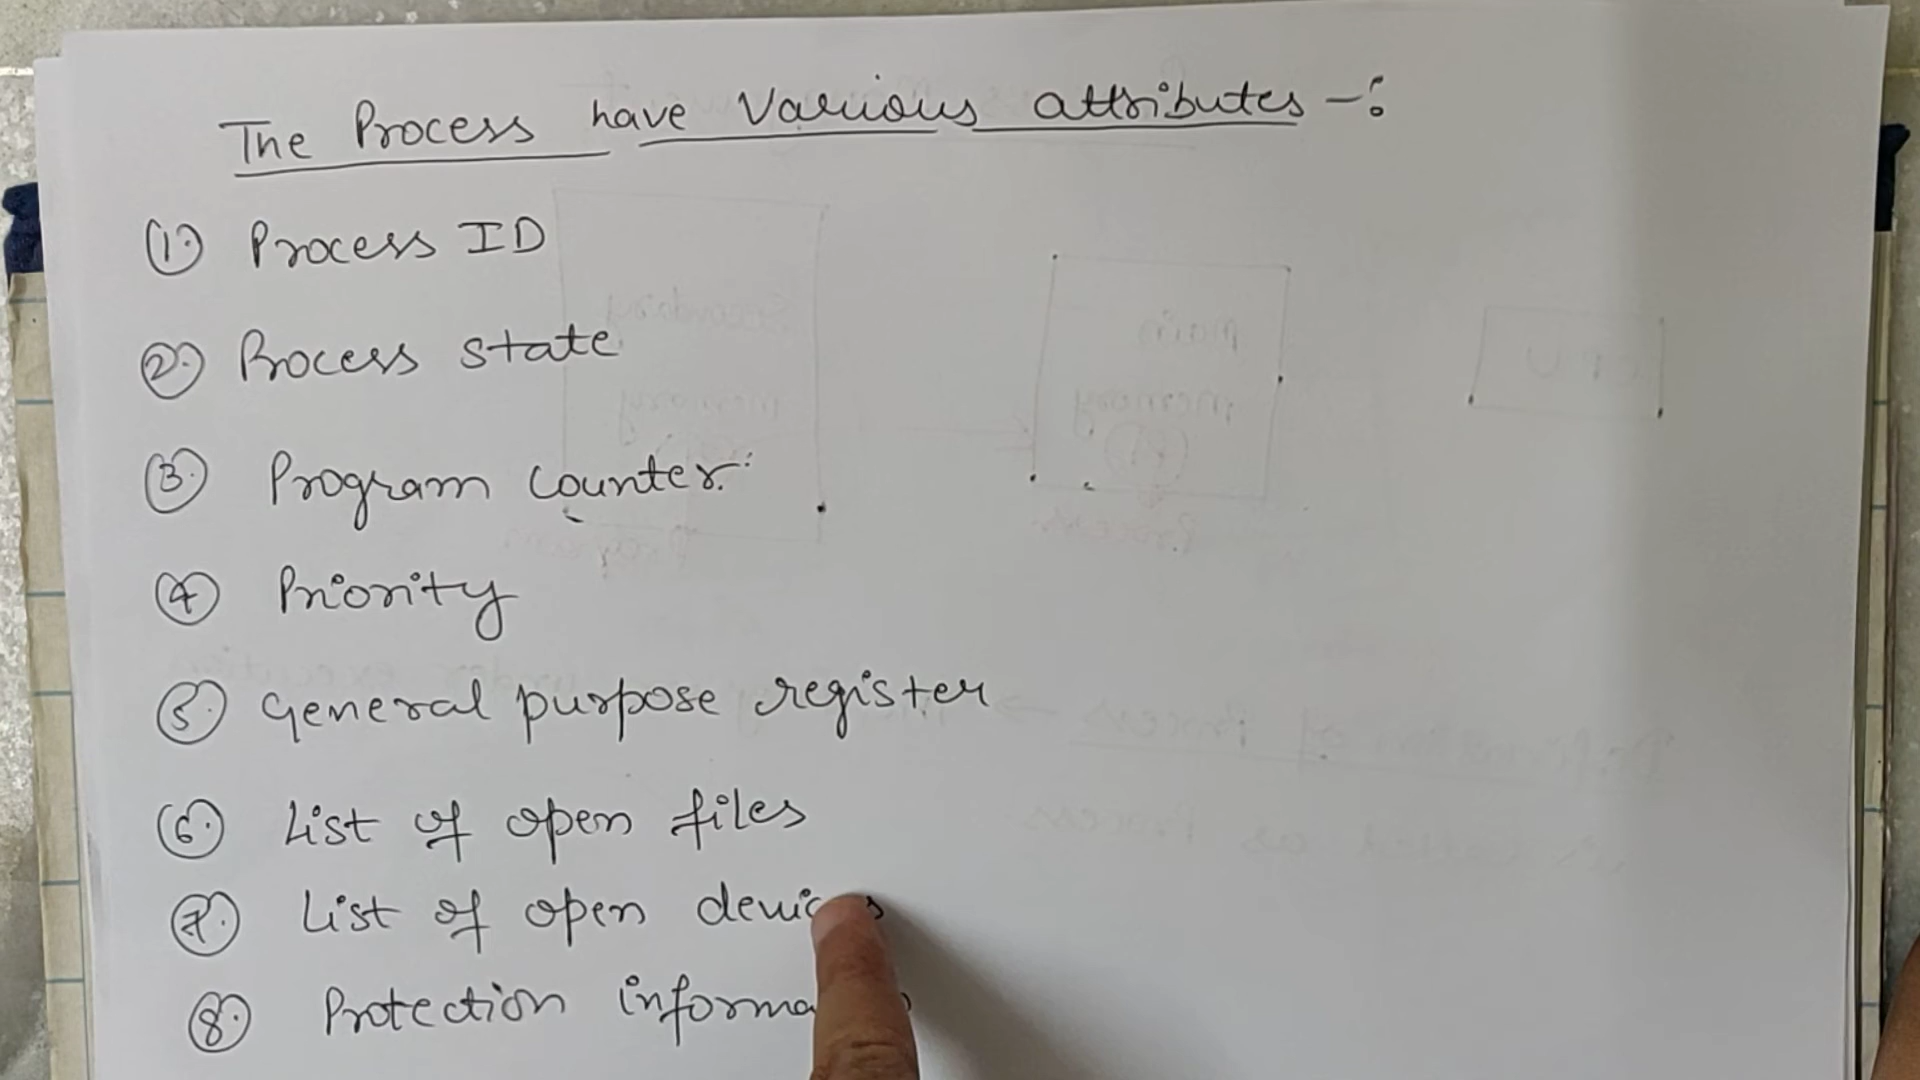 The Process have Various attributes -:
1. Process ID
2. Process state
3. Program counter.
4. Priority
5. General purpose register
6. List of open files
7. List of open
8. Protection